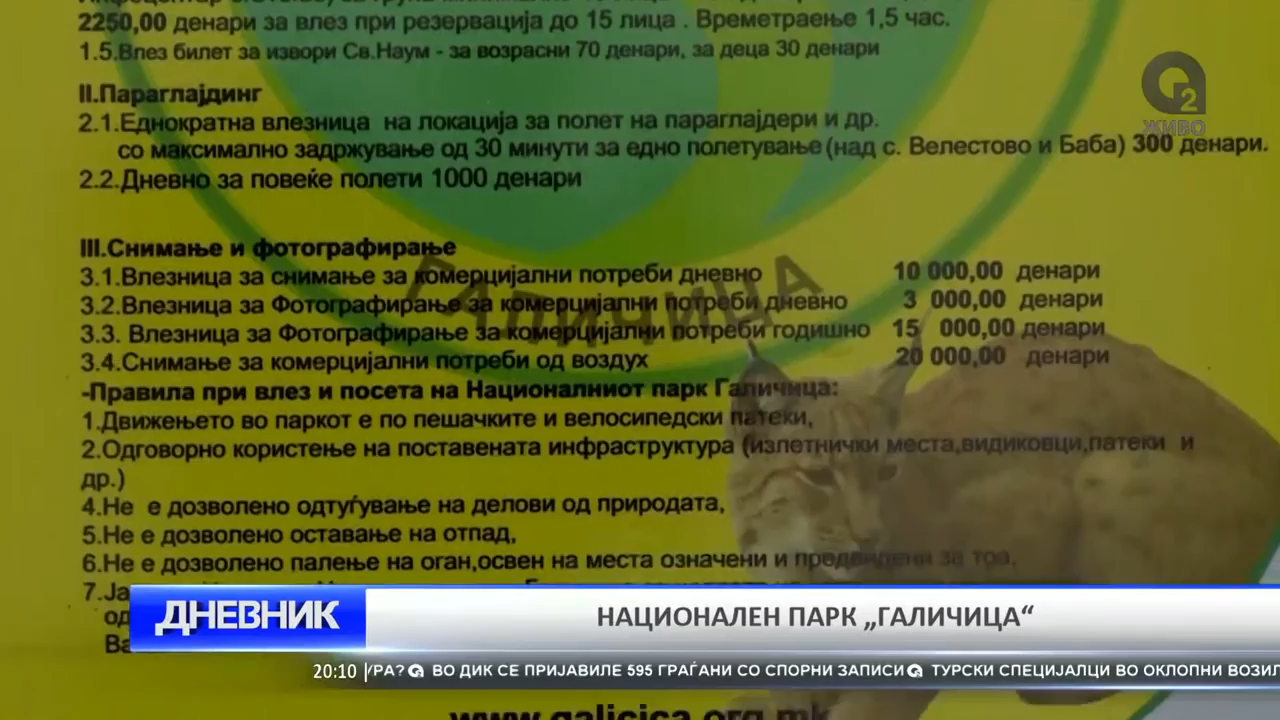 2250,00 денари за влез при резервација до 15 лица . Времетраење 1,5 час.
1.5.Влез билет за извори Св.Наум - за возрасни 70 денари, за деца 30 денари
2
ЖИВО
II.Параглајдинг
2.1.Еднократна влезница на локација за полет на параглајдери и др.
со максимално задржување од 30 минути за едно полетување(над с. Велестово и Баба) 300 денари.
2.2.Дневно за повеќе полети 1000 денари
III.Снимање и фотографирање
3.1.Влезница за снимање за комерцијални потреби дневно 10 000,00 денари
3.2.Влезница за Фотографирање за комерцијални потреби дневно 3 000,00 денари
3.3. Влезница за Фотографирање за комерцијални потреби годишно 15 000,00 денари
3.4.Снимање за комерцијални потреби од воздух 20 000,00 денари
ГАЛИЧИЦА
-Правила при влез и посета на Националниот парк Галичица:
1.Движењето во паркот е по пешачките и велосипедски патеки,
2.Одговорно користење на поставената инфраструктура (излетнички места,видиковци,патеки и
др.)
4.Не е дозволено одтуѓување на делови од природата,
5.Не е дозволено оставање на отпад,
6.Не е дозволено палење на оган,освен на места означени и предвидени за тоа.
7.Ја
од
Ва
ДНЕВНИК
НАЦИОНАЛЕН ПАРК „ГАЛИЧИЦА“
20:10 УРА? ВО ДИК СЕ ПРИЈАВИЛЕ 595 ГРАЃАНИ СО СПОРНИ ЗАПИСИ ТУРСКИ СПЕЦИЈАЛЦИ ВО ОКЛОПНИ ВОЗИЛ
www.galicica.org.mk